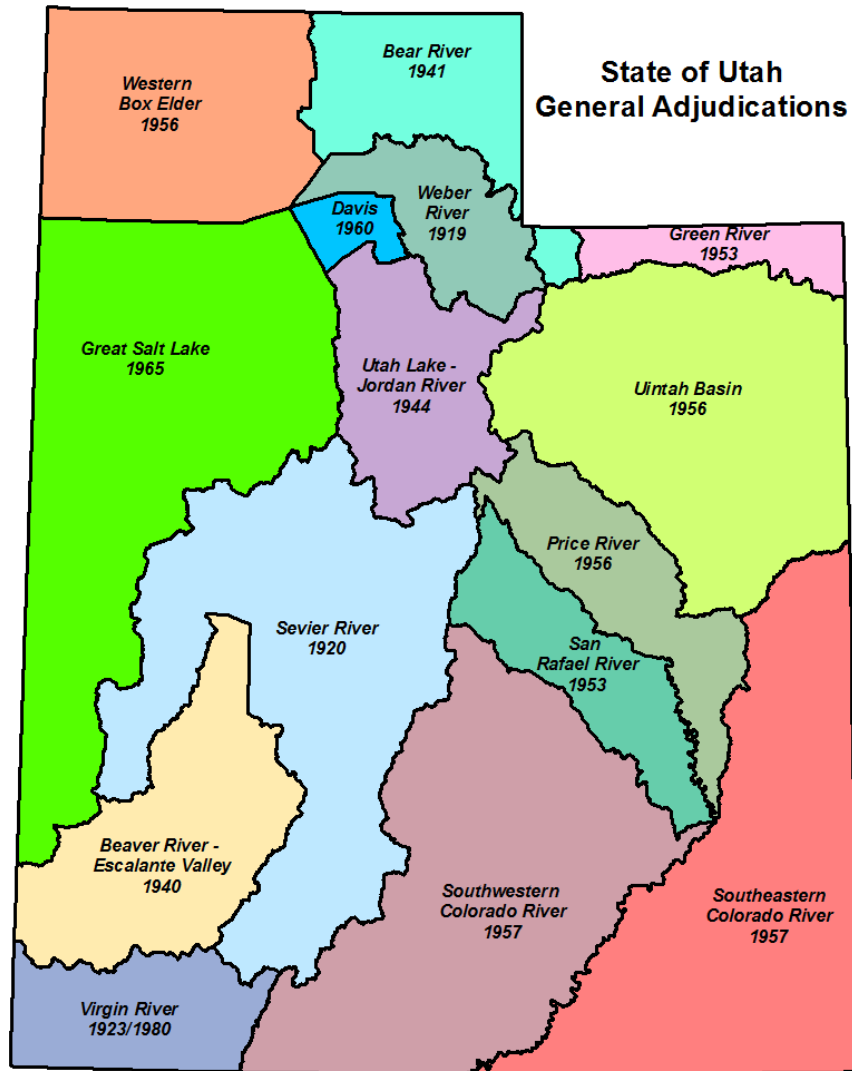 State of Utah
General Adjudications
Bear River
1941
Western
Box Elder
1956
Weber
River
1919
Davis
1960
Green River
1953
Great Salt Lake
1965
Utah Lake -
Jordan River
1944
Uintah Basin
1956
Price River
1956
Sevier River
1920
San
Rafael River
1953
Beaver River -
Escalante Valley
1940
Southwestern
Colorado River
1957
Southeastern
Colorado River
1957
Virgin River
1923/1980